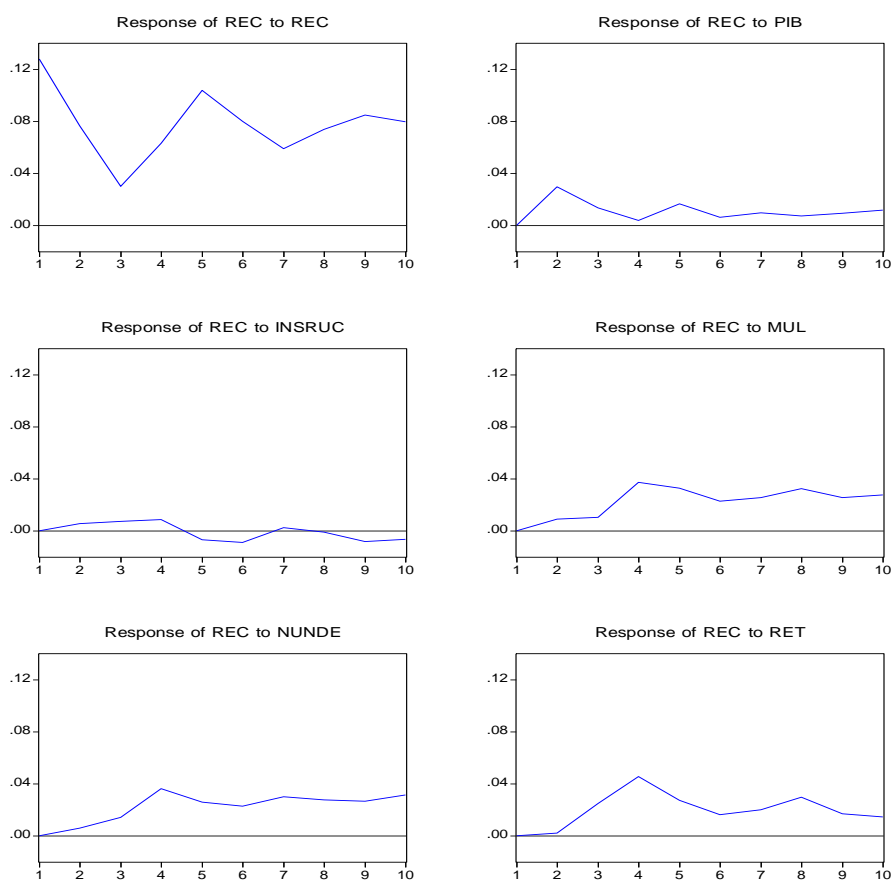 Response of REC to REC
.12
.08
.04
.00
1 2 3 4 5 6 7 8 9 10
Response of REC to PIB
.12
.08
.04
.00
1 2 3 4 5 6 7 8 9 10
Response of REC to INSRUC
.12
.08
.04
.00
1 2 3 4 5 6 7 8 9 10
Response of REC to MUL
.12
.08
.04
.00
1 2 3 4 5 6 7 8 9 10
Response of REC to NUNDE
.12
.08
.04
.00
1 2 3 4 5 6 7 8 9 10
Response of REC to RET
.12
.08
.04
.00
1 2 3 4 5 6 7 8 9 10